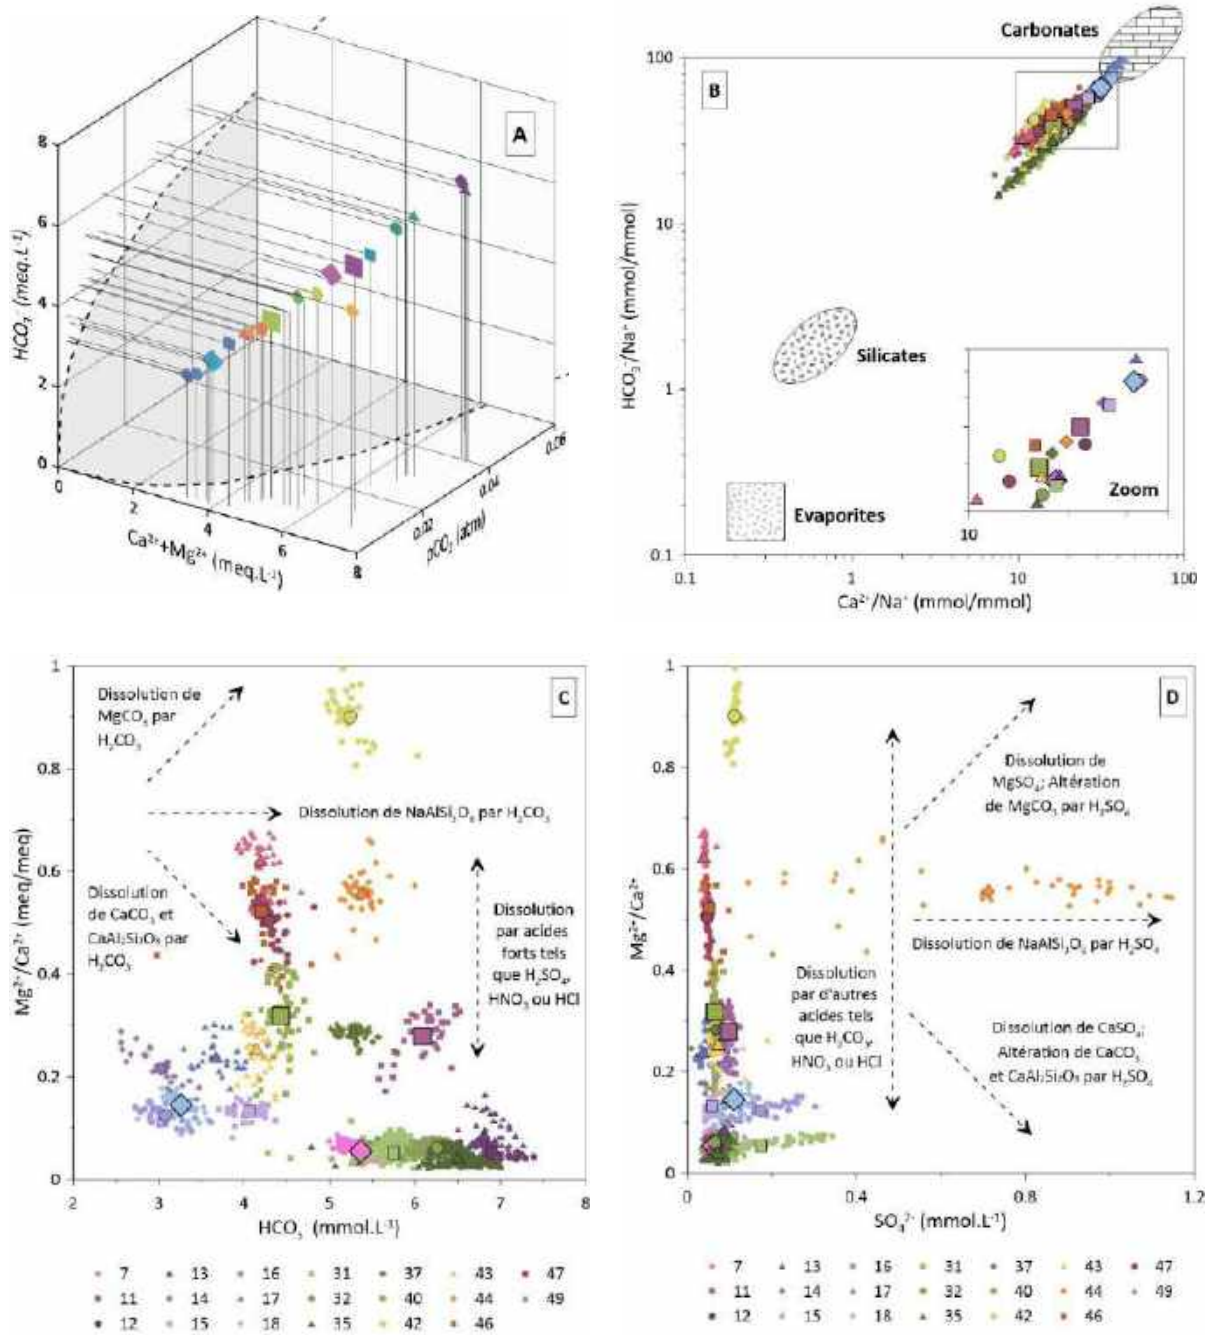 A
8
6
4
2
0
HCO₃⁻ (meq.L⁻¹)
0
2
4
6
8
Ca²⁺+Mg²⁺ (meq.L⁻¹)
0.02
0.04
0.06
pCO₂ (atm)
B
Carbonates
Silicates
Evaporites
Zoom
10
100
10
1
0.1
HCO₃⁻/Na⁺ (mmol/mmol)
0.1
1
10
100
Ca²⁺/Na⁺ (mmol/mmol)
C
Dissolution de
MgCO₃ par
H₂CO₃
Dissolution de NaAlSi₃O₈ par H₂CO₃
Dissolution
de CaCO₃ et
CaAl₂Si₂O₈ par
H₂CO₃
Dissolution
par acides
forts tels
que H₂SO₄,
HNO₃ ou HCl
1
0.8
0.6
0.4
0.2
0
Mg²⁺/Ca²⁺ (meq/meq)
2
3
4
5
6
7
8
HCO₃⁻ (mmol.L⁻¹)
7 13 16 31 37 43 47
11 14 17 32 40 44 49
12 15 18 35 42 46
D
Dissolution de
MgSO₄; Altération
de MgCO₃ par H₂SO₄
Dissolution de NaAlSi₃O₈ par H₂SO₄
Dissolution
par d'autres
acides tels
que H₂CO₃,
HNO₃ ou HCl
Dissolution de CaSO₄;
Altération de CaCO₃
et CaAl₂Si₂O₈ par H₂SO₄
1
0.8
0.6
0.4
0.2
0
Mg²⁺/Ca²⁺
0
0.4
0.8
1.2
SO₄²⁻ (mmol.L⁻¹)
7 13 16 31 37 43 47
11 14 17 32 40 44 49
12 15 18 35 42 46